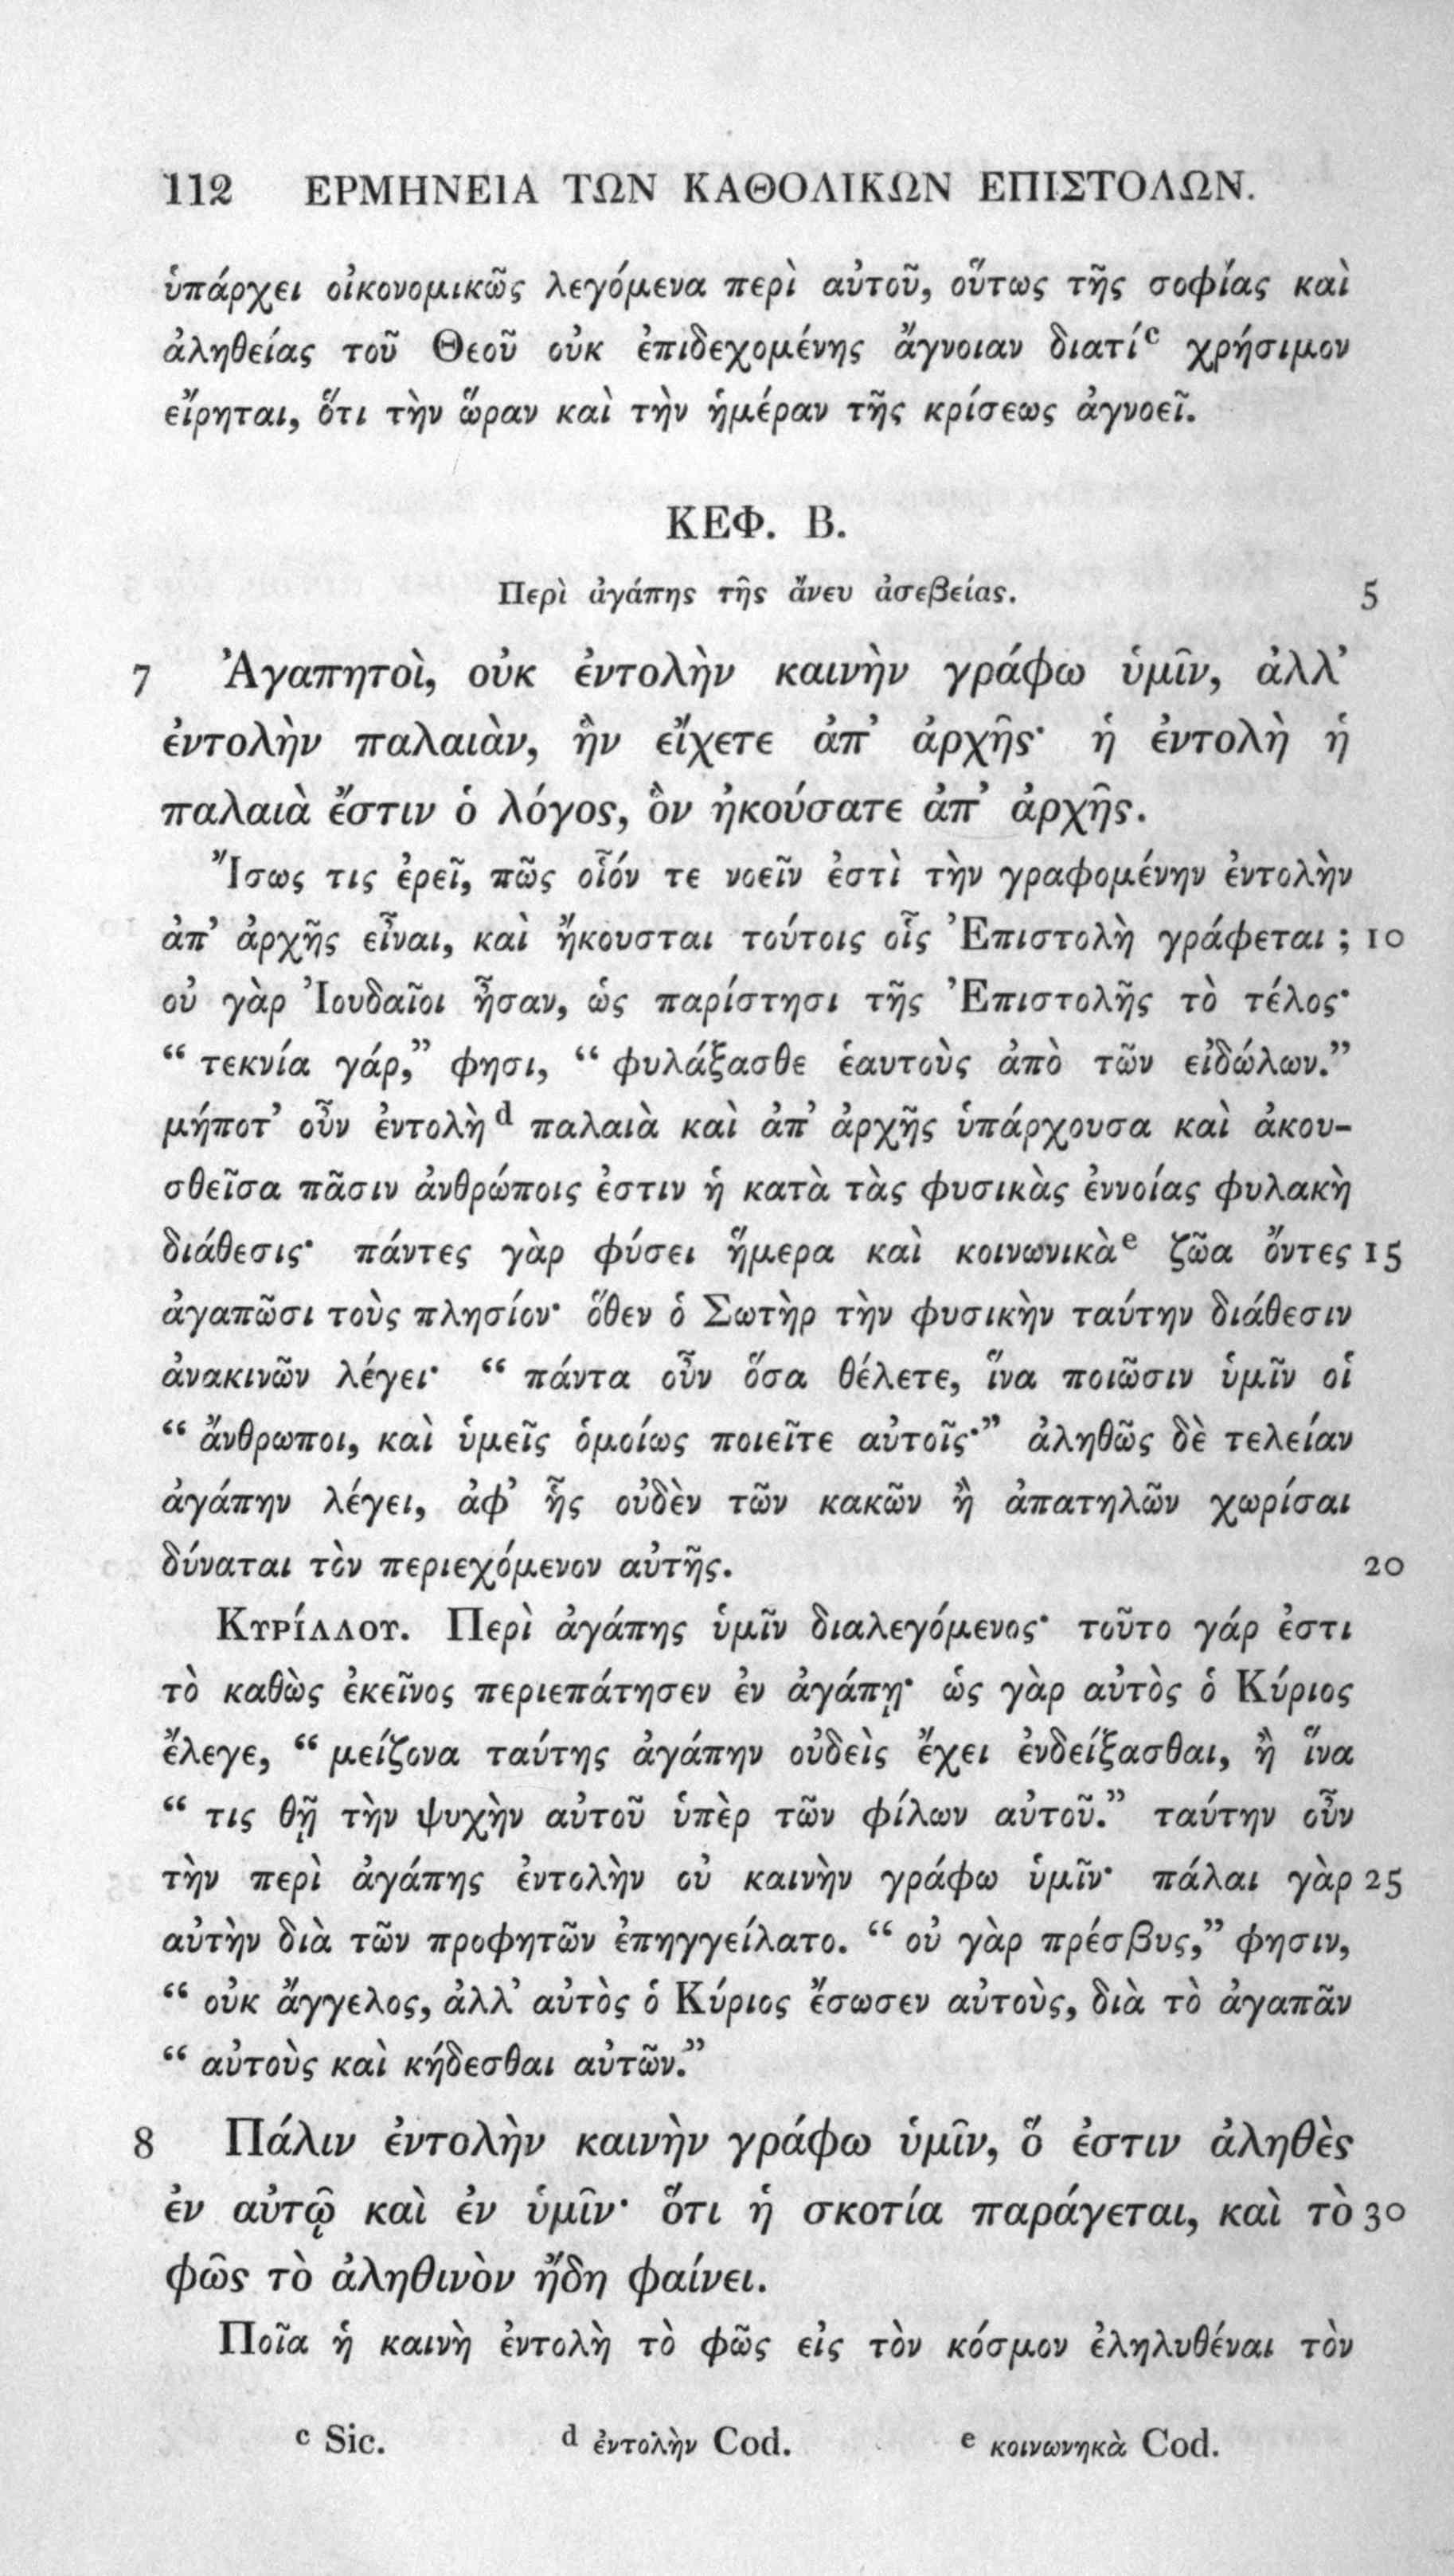 112 ΕΡΜΗΝΕΙΑ ΤΩΝ ΚΑΘΟΛΙΚΩΝ ΕΠΙΣΤΟΛΩΝ.
ὑπάρχει οἰκονομικῶς λεγόμενα περὶ αὐτοῦ, οὕτως τῆς σοφίας καὶ
ἀληθείας τοῦ Θεοῦ οὐκ ἐπιδεχομένης ἄγνοιαν διατίc χρήσιμον
εἴρηται, ὅτι τὴν ὥραν καὶ τὴν ἡμέραν τῆς κρίσεως ἀγνοεῖ.
ΚΕΦ. Β.
Περὶ ἀγάπης τῆς ἄνευ ἀσεβείας. 5
7 Ἀγαπητοὶ, οὐκ ἐντολὴν καινὴν γράφω ὑμῖν, ἀλλ’
ἐντολὴν παλαιὰν, ἣν εἴχετε ἀπ’ ἀρχῆς· ἡ ἐντολὴ ἡ
παλαιὰ ἔστιν ὁ λόγος, ὃν ἠκούσατε ἀπ’ ἀρχῆς.
Ἴσως τις ἐρεῖ, πῶς οἷόν τε νοεῖν ἐστὶ τὴν γραφομένην ἐντολὴν
ἀπ’ ἀρχῆς εἶναι, καὶ ἤκουσται τούτοις οἷς Ἐπιστολὴ γράφεται ; 10
οὐ γὰρ Ἰουδαῖοι ἦσαν, ὡς παρίστησι τῆς Ἐπιστολῆς τὸ τέλος·
“ τεκνία γάρ,” φησι, “ φυλάξασθε ἑαυτοὺς ἀπὸ τῶν εἰδώλων.”
μήποτ’ οὖν ἐντολὴ d παλαιὰ καὶ ἀπ’ ἀρχῆς ὑπάρχουσα καὶ ἀκου-
σθεῖσα πᾶσιν ἀνθρώποις ἐστιν ἡ κατὰ τὰς φυσικὰς ἐννοίας φυλακὴ
διάθεσις· πάντες γὰρ φύσει ἥμερα καὶ κοινωνικὰ e ζῶα ὄντες 15
ἀγαπῶσι τοὺς πλησίον· ὅθεν ὁ Σωτὴρ τὴν φυσικὴν ταύτην διάθεσιν
ἀνακινῶν λέγει· “ πάντα οὖν ὅσα θέλετε, ἵνα ποιῶσιν ὑμῖν οἱ
“ ἄνθρωποι, καὶ ὑμεῖς ὁμοίως ποιεῖτε αὐτοῖς·” ἀληθῶς δὲ τελείαν
ἀγάπην λέγει, ἀφ’ ἧς οὐδὲν τῶν κακῶν ἢ ἀπατηλῶν χωρίσαι
δύναται τὸν περιεχόμενον αὐτῆς. 20
Κυρίλλου. Περὶ ἀγάπης ὑμῖν διαλεγόμενος· τοῦτο γάρ ἐστι
τὸ καθὼς ἐκεῖνος περιεπάτησεν ἐν ἀγάπῃ· ὡς γὰρ αὐτὸς ὁ Κύριος
ἔλεγε, “ μείζονα ταύτης ἀγάπην οὐδεὶς ἔχει ἐνδείξασθαι, ἢ ἵνα
“ τις θῇ τὴν ψυχὴν αὐτοῦ ὑπὲρ τῶν φίλων αὐτοῦ.” ταύτην οὖν
τὴν περὶ ἀγάπης ἐντολὴν οὐ καινὴν γράφω ὑμῖν· πάλαι γὰρ 25
αὐτὴν διὰ τῶν προφητῶν ἐπηγγείλατο. “ οὐ γὰρ πρέσβυς,” φησιν,
“ οὐκ ἄγγελος, ἀλλ’ αὐτὸς ὁ Κύριος ἔσωσεν αὐτοὺς, διὰ τὸ ἀγαπᾶν
“ αὐτοὺς καὶ κήδεσθαι αὐτῶν.”
8 Πάλιν ἐντολὴν καινὴν γράφω ὑμῖν, ὅ ἐστιν ἀληθὲς
ἐν αὐτῷ καὶ ἐν ὑμῖν· ὅτι ἡ σκοτία παράγεται, καὶ τὸ 30
φῶς τὸ ἀληθινὸν ἤδη φαίνει.
Ποῖα ἡ καινὴ ἐντολὴ τὸ φῶς εἰς τὸν κόσμον ἐληλυθέναι τὸν
c Sic. d ἐντολὴν Cod. e κοινωνηκὰ Cod.